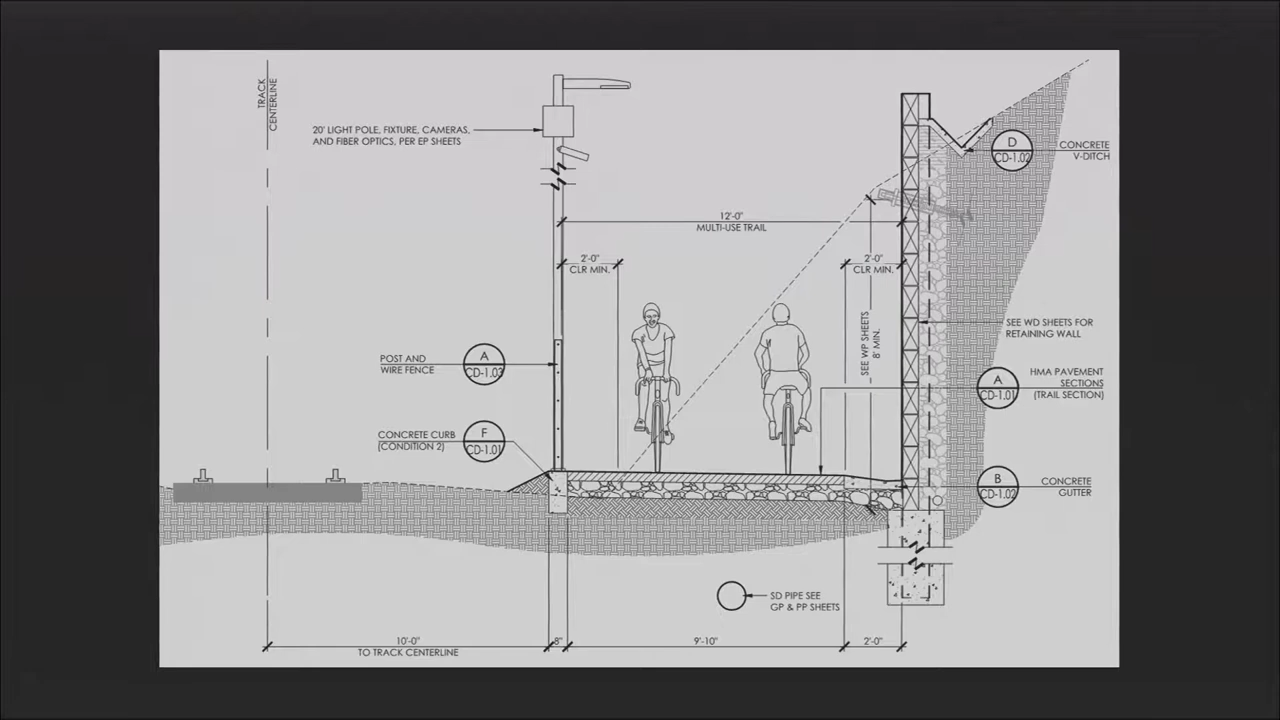 TRACK
CENTERLINE
20' LIGHT POLE, FIXTURE, CAMERAS,
AND FIBER OPTICS, PER EP SHEETS
D
CD-1.02
CONCRETE
V-DITCH
12'-0"
MULTI-USE TRAIL
2'-0"
CLR MIN.
2'-0"
CLR MIN.
SEE WP SHEETS
8' MIN.
SEE WD SHEETS FOR
RETAINING WALL
POST AND
WIRE FENCE
A
CD-1.03
A
CD-1.01
HMA PAVEMENT
SECTIONS
(TRAIL SECTION)
CONCRETE CURB
(CONDITION 2)
F
CD-1.01
B
CD-1.02
CONCRETE
GUTTER
SD PIPE SEE
GP & PP SHEETS
10'-0"
TO TRACK CENTERLINE
8"
9'-10"
2'-0"